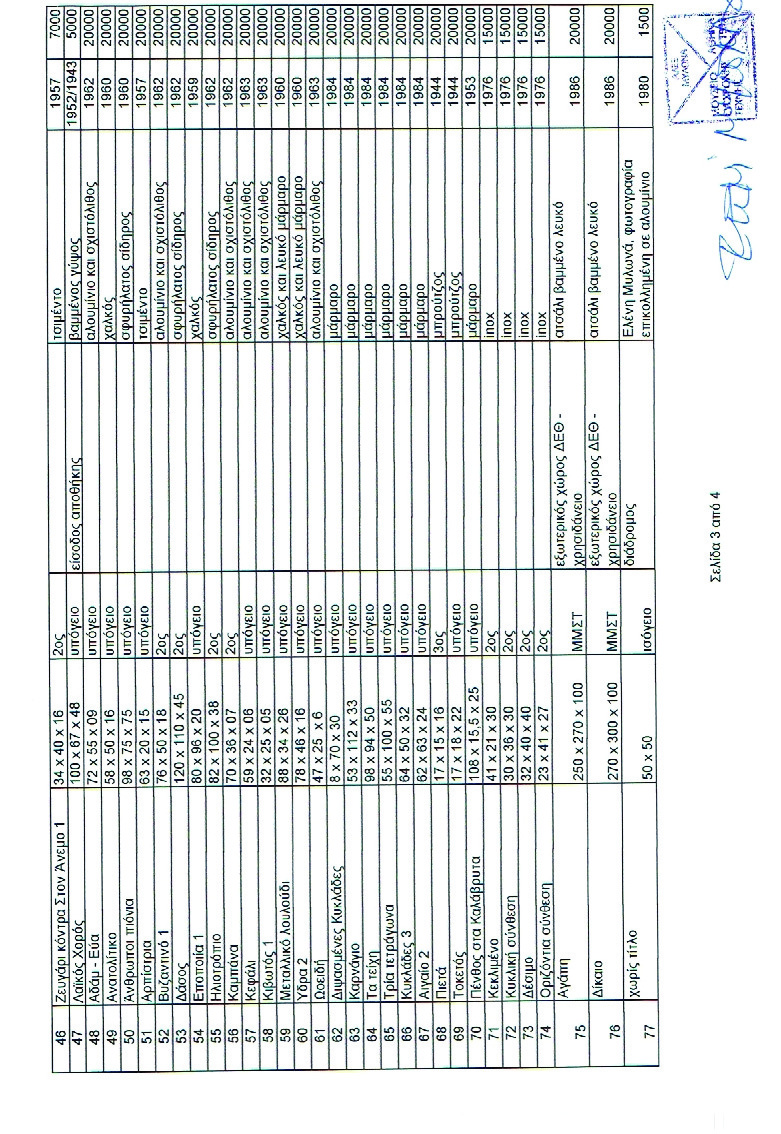 46 Ζευγάρι κόντρα Στον Άνεμο 1 34 x 40 x 16 2ος τσιμέντο 1957 7000
47 Λαϊκός Χορός 100 x 67 x 48 υπόγειο είσοδος αποθήκης βαμμένος γύψος 1952/1943 5000
48 Αδάμ - Εύα 72 x 55 x 09 υπόγειο αλουμίνιο και σχιστόλιθος 1962 20000
49 Ανατολίτικο 58 x 50 x 16 υπόγειο χαλκός 1960 20000
50 Άνθρωποι πιόνια 98 x 75 x 75 υπόγειο σφυρήλατος σίδηρος 1960 20000
51 Αρπίστρια 63 x 20 x 15 υπόγειο τσιμέντο 1957 20000
52 Βυζαντινό 1 76 x 50 x 18 2ος αλουμίνιο και σχιστόλιθος 1962 20000
53 Δάσος 120 x 110 x 45 2ος σφυρήλατος σίδηρος 1962 20000
54 Εποποιία 1 80 x 96 x 20 υπόγειο χαλκός 1959 20000
55 Ηλιοτρόπιο 82 x 100 x 38 2ος σφυρήλατος σίδηρος 1962 20000
56 Καμπάνα 70 x 36 x 07 2ος αλουμίνιο και σχιστόλιθος 1962 20000
57 Κεφάλι 59 x 24 x 06 υπόγειο αλουμίνιο και σχιστόλιθος 1963 20000
58 Κιβωτός 1 32 x 25 x 05 υπόγειο αλουμίνιο και σχιστόλιθος 1963 20000
59 Μεταλλικό λουλούδι 88 x 34 x 26 υπόγειο χαλκός και λευκό μάρμαρο 1960 20000
60 Ύδρα 2 78 x 46 x 16 υπόγειο χαλκός και λευκό μάρμαρο 1960 20000
61 Ωοειδή 47 x 25 x 6 υπόγειο αλουμίνιο και σχιστόλιθος 1963 20000
62 Διψασμένες Κυκλάδες 8 x 70 x 30 υπόγειο μάρμαρο 1984 20000
63 Καρνάγιο 53 x 112 x 33 υπόγειο μάρμαρο 1984 20000
64 Τα τείχη 98 x 94 x 50 υπόγειο μάρμαρο 1984 20000
65 Τρία τετράγωνα 55 x 100 x 55 υπόγειο μάρμαρο 1984 20000
66 Κυκλάδες 3 64 x 50 x 32 υπόγειο μάρμαρο 1984 20000
67 Αιγαίο 2 62 x 63 x 24 υπόγειο μάρμαρο 1984 20000
68 Πιετά 17 x 15 x 16 3ος μπρούτζος 1944 20000
69 Τοκετός 17 x 18 x 22 υπόγειο μπρούτζος 1944 20000
70 Πένθος στα Καλάβρυτα 108 x 15,5 x 25 υπόγειο μάρμαρο 1953 20000
71 Κεκλιμένο 41 x 21 x 30 2ος inox 1976 15000
72 Κυκλική σύνθεση 30 x 36 x 30 2ος inox 1976 15000
73 Δέσιμο 32 x 40 x 40 2ος inox 1976 15000
74 Οριζόντια σύνθεση 23 x 41 x 27 2ος inox 1976 15000
75 Αγάπη 250 x 270 x 100 ΜΜΣΤ εξωτερικός χώρος ΔΕΘ -
χρησιδάνειο ατσάλι βαμμένο λευκό 1986 20000
76 Δίκαιο 270 x 300 x 100 ΜΜΣΤ εξωτερικός χώρος ΔΕΘ -
χρησιδάνειο ατσάλι βαμμένο λευκό 1986 20000
77 Χωρίς τίτλο 50 x 50 ισόγειο διάδρομος Ελένη Μυλωνά, φωτογραφία
επικολλημένη σε αλουμίνιο 1980 1500
Σελίδα 3 από 4
ΑΛΕΞ
ΜΥΛΩΝΑ
ΜΟΥΣΕΙΟ
ΤΕΧΝΗΣ
ΑΘΗΝΑ